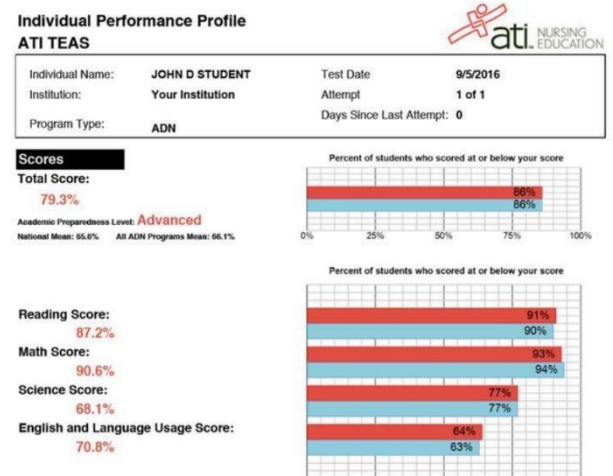 Individual Performance Profile
ATI TEAS
ati NURSING EDUCATION
Individual Name: JOHN D STUDENT Test Date 9/5/2016
Institution: Your Institution Attempt 1 of 1
Days Since Last Attempt: 0
Program Type: ADN
Scores
Total Score:
79.3%
Academic Preparedness Level: Advanced
National Mean: 65.6% All ADN Programs Mean: 66.1%
Percent of students who scored at or below your score
86%
86%
0% 25% 50% 75% 100%
Percent of students who scored at or below your score
Reading Score:
87.2%
91%
90%
Math Score:
90.6%
93%
94%
Science Score:
68.1%
77%
77%
English and Language Usage Score:
70.8%
64%
63%